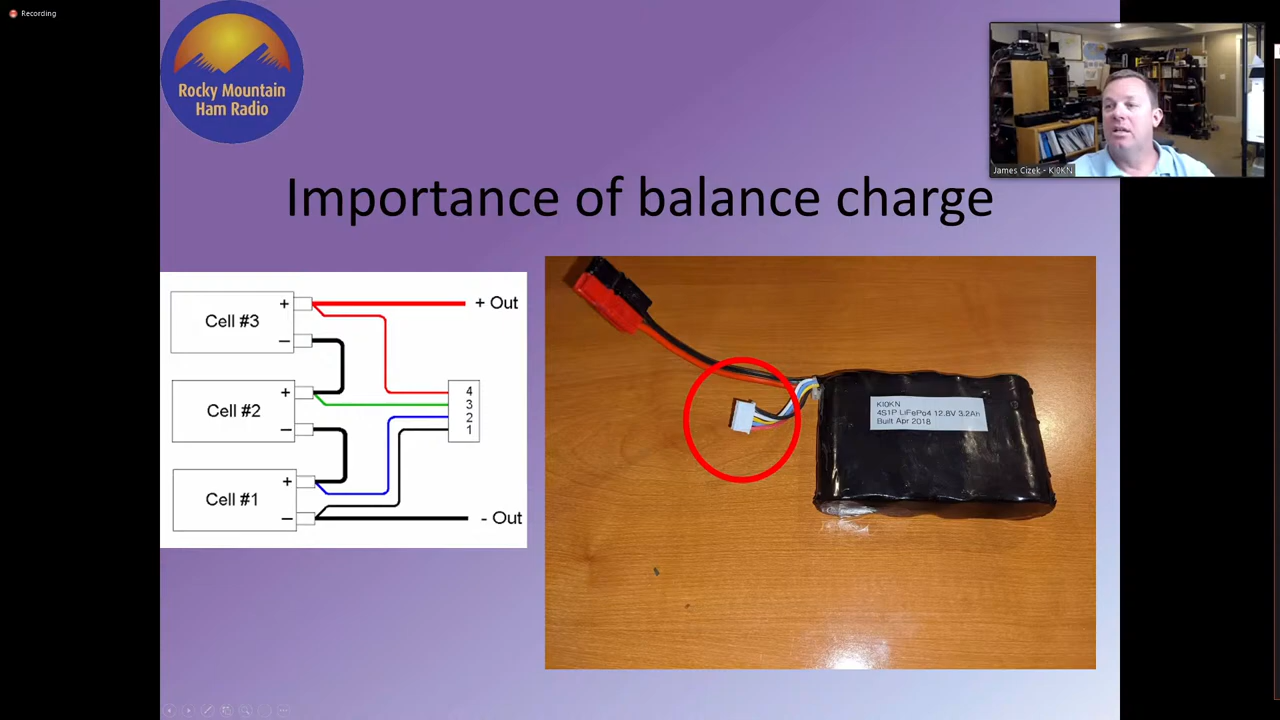 Recording
Rocky Mountain
Ham Radio
James Cizek - KI0KN
Importance of balance charge
Cell #3
+
−
+ Out
Cell #2
+
−
4
3
2
1
Cell #1
+
−
- Out
KI0KN
4S1P LiFePo4 12.8V 3.2Ah
Built Apr 2018